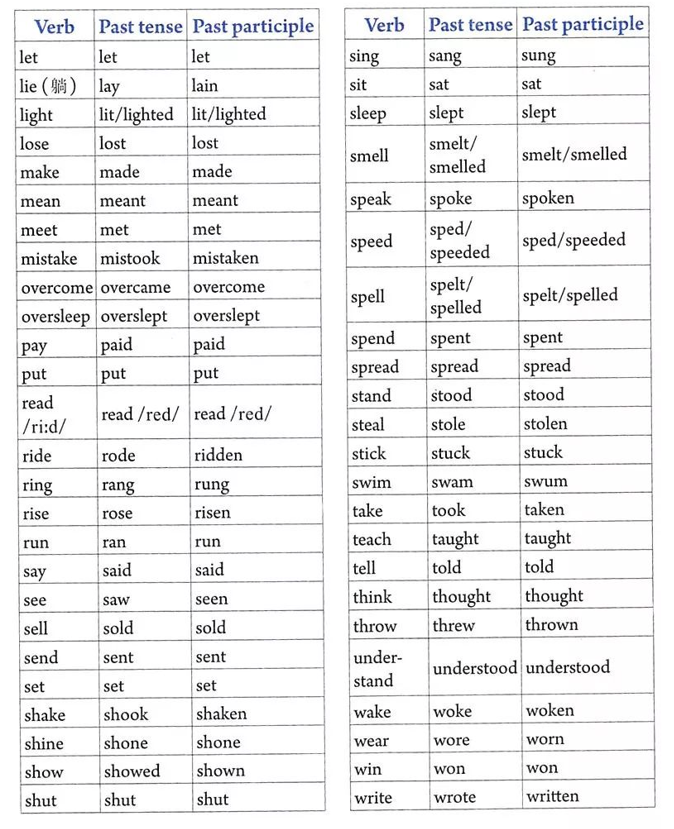 Verb Past tense Past participle
let let let
lie (躺) lay lain
light lit/lighted lit/lighted
lose lost lost
make made made
mean meant meant
meet met met
mistake mistook mistaken
overcome overcame overcome
oversleep overslept overslept
pay paid paid
put put put
read
/ri:d/ read /red/ read /red/
ride rode ridden
ring rang rung
rise rose risen
run ran run
say said said
see saw seen
sell sold sold
send sent sent
set set set
shake shook shaken
shine shone shone
show showed shown
shut shut shut
Verb Past tense Past participle
sing sang sung
sit sat sat
sleep slept slept
smell smelt/
smelled smelt/smelled
speak spoke spoken
speed sped/
speeded sped/speeded
spell spelt/
spelled spelt/spelled
spend spent spent
spread spread spread
stand stood stood
steal stole stolen
stick stuck stuck
swim swam swum
take took taken
teach taught taught
tell told told
think thought thought
throw threw thrown
under-
stand understood understood
wake woke woken
wear wore worn
win won won
write wrote written